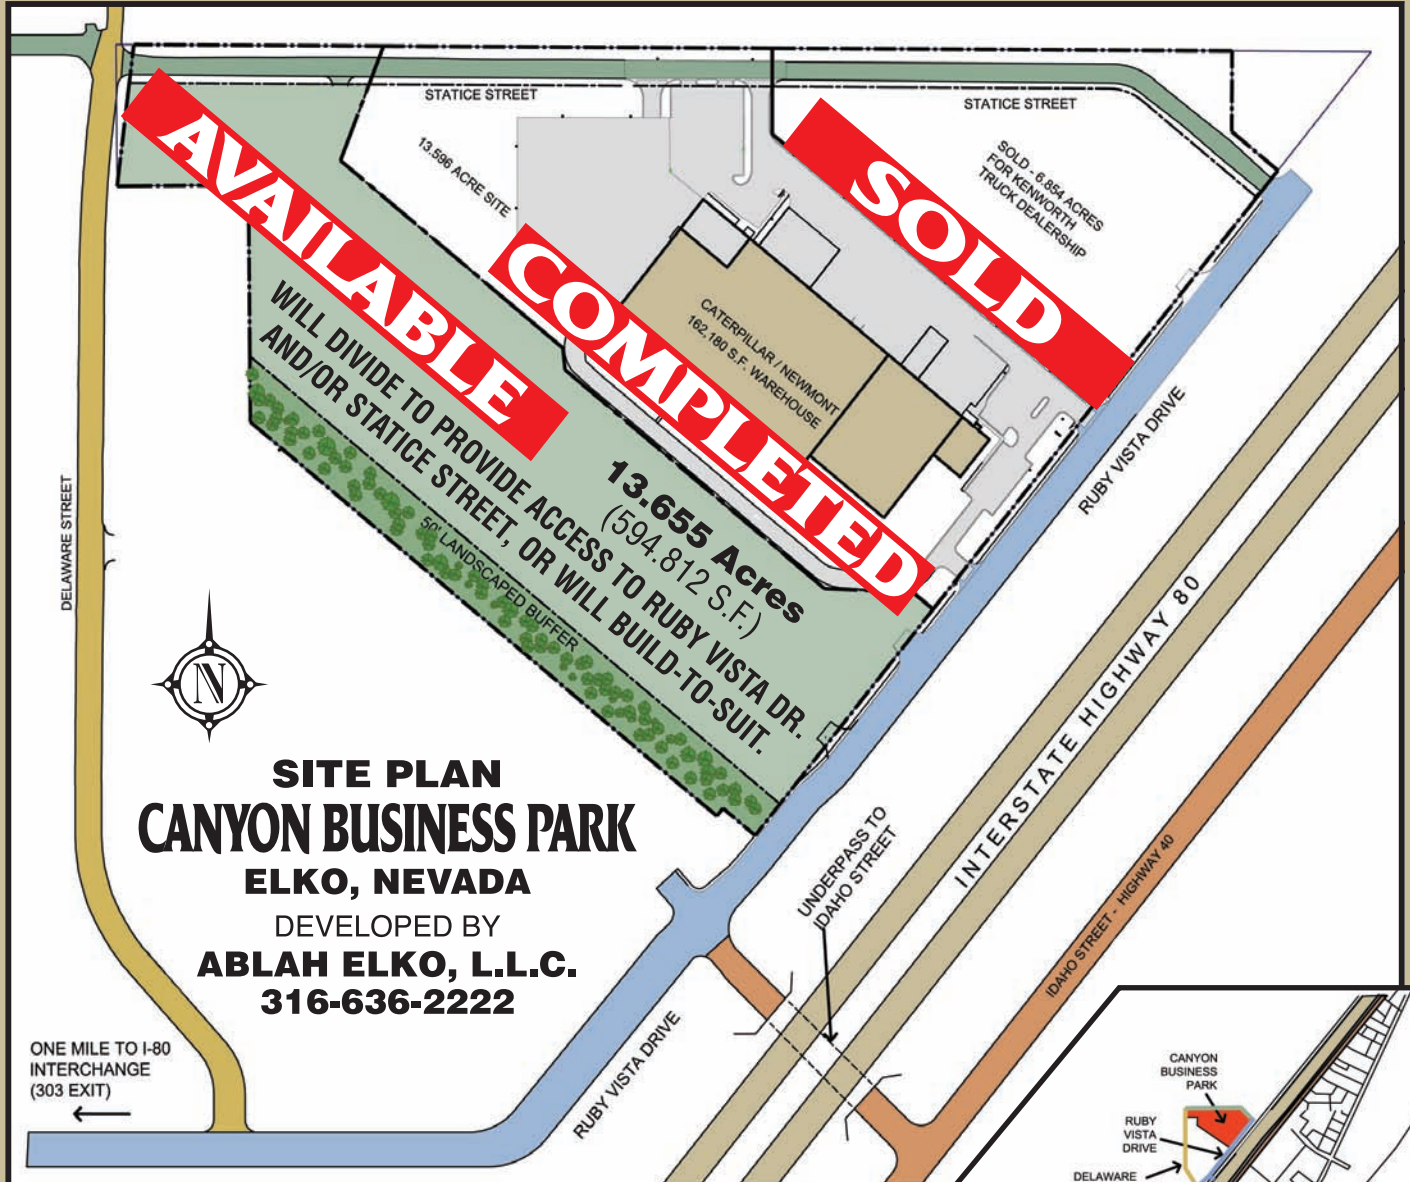 STATICE STREET
STATICE STREET
13.596 ACRE SITE
SOLD - 6.854 ACRES
FOR KENWORTH
TRUCK DEALERSHIP
AVAILABLE
COMPLETED
SOLD
CATERPILLAR / NEWMONT
162,180 S.F. WAREHOUSE
WILL DIVIDE TO PROVIDE ACCESS TO RUBY VISTA DR.
AND/OR STATICE STREET, OR WILL BUILD-TO-SUIT.
13.655 Acres
(594.812 S.F.)
50' LANDSCAPED BUFFER
DELAWARE STREET
RUBY VISTA DRIVE
INTERSTATE HIGHWAY 80
IDAHO STREET - HIGHWAY 40
UNDERPASS TO
IDAHO STREET
N
SITE PLAN
CANYON BUSINESS PARK
ELKO, NEVADA
DEVELOPED BY
ABLAH ELKO, L.L.C.
316-636-2222
ONE MILE TO I-80
INTERCHANGE
(303 EXIT)
RUBY VISTA DRIVE
CANYON
BUSINESS
PARK
RUBY
VISTA
DRIVE
DELAWARE